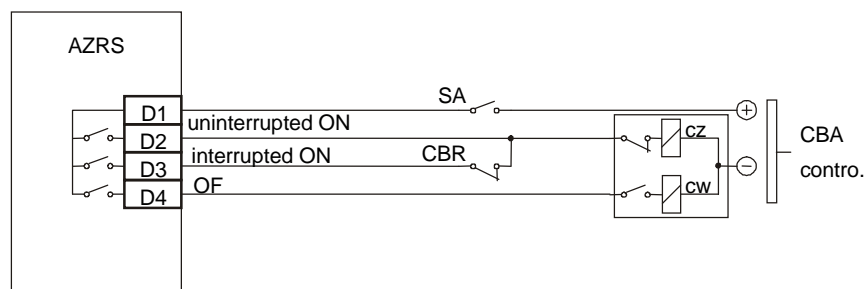 AZRS
SA
D1
uninterrupted ON
D2
cz
interrupted ON
CBR
D3
OF
D4
cw
+
−
CBA
contro.